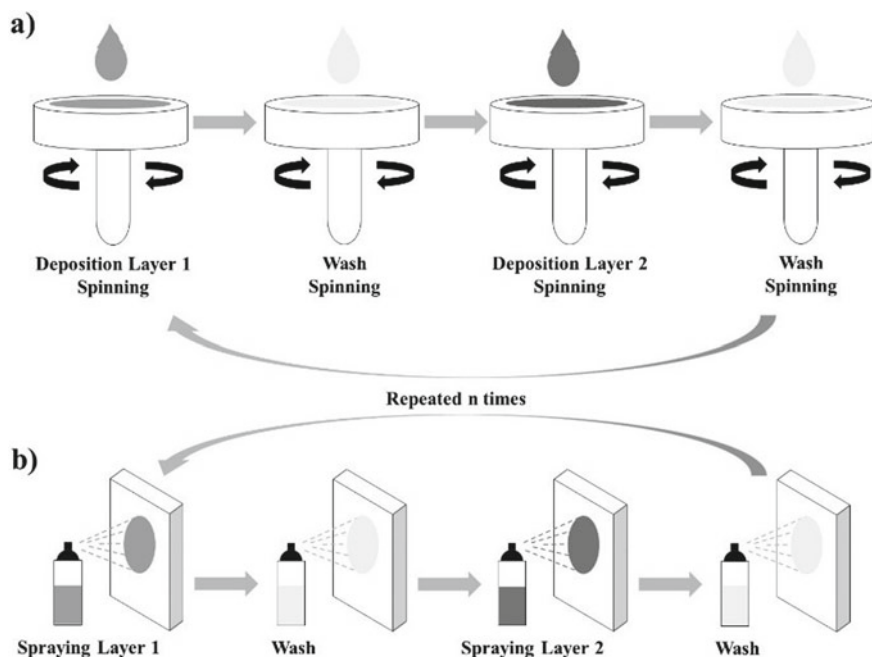 a)
Deposition Layer 1
Spinning
Wash
Spinning
Deposition Layer 2
Spinning
Wash
Spinning
Repeated n times
b)
Spraying Layer 1
Wash
Spraying Layer 2
Wash